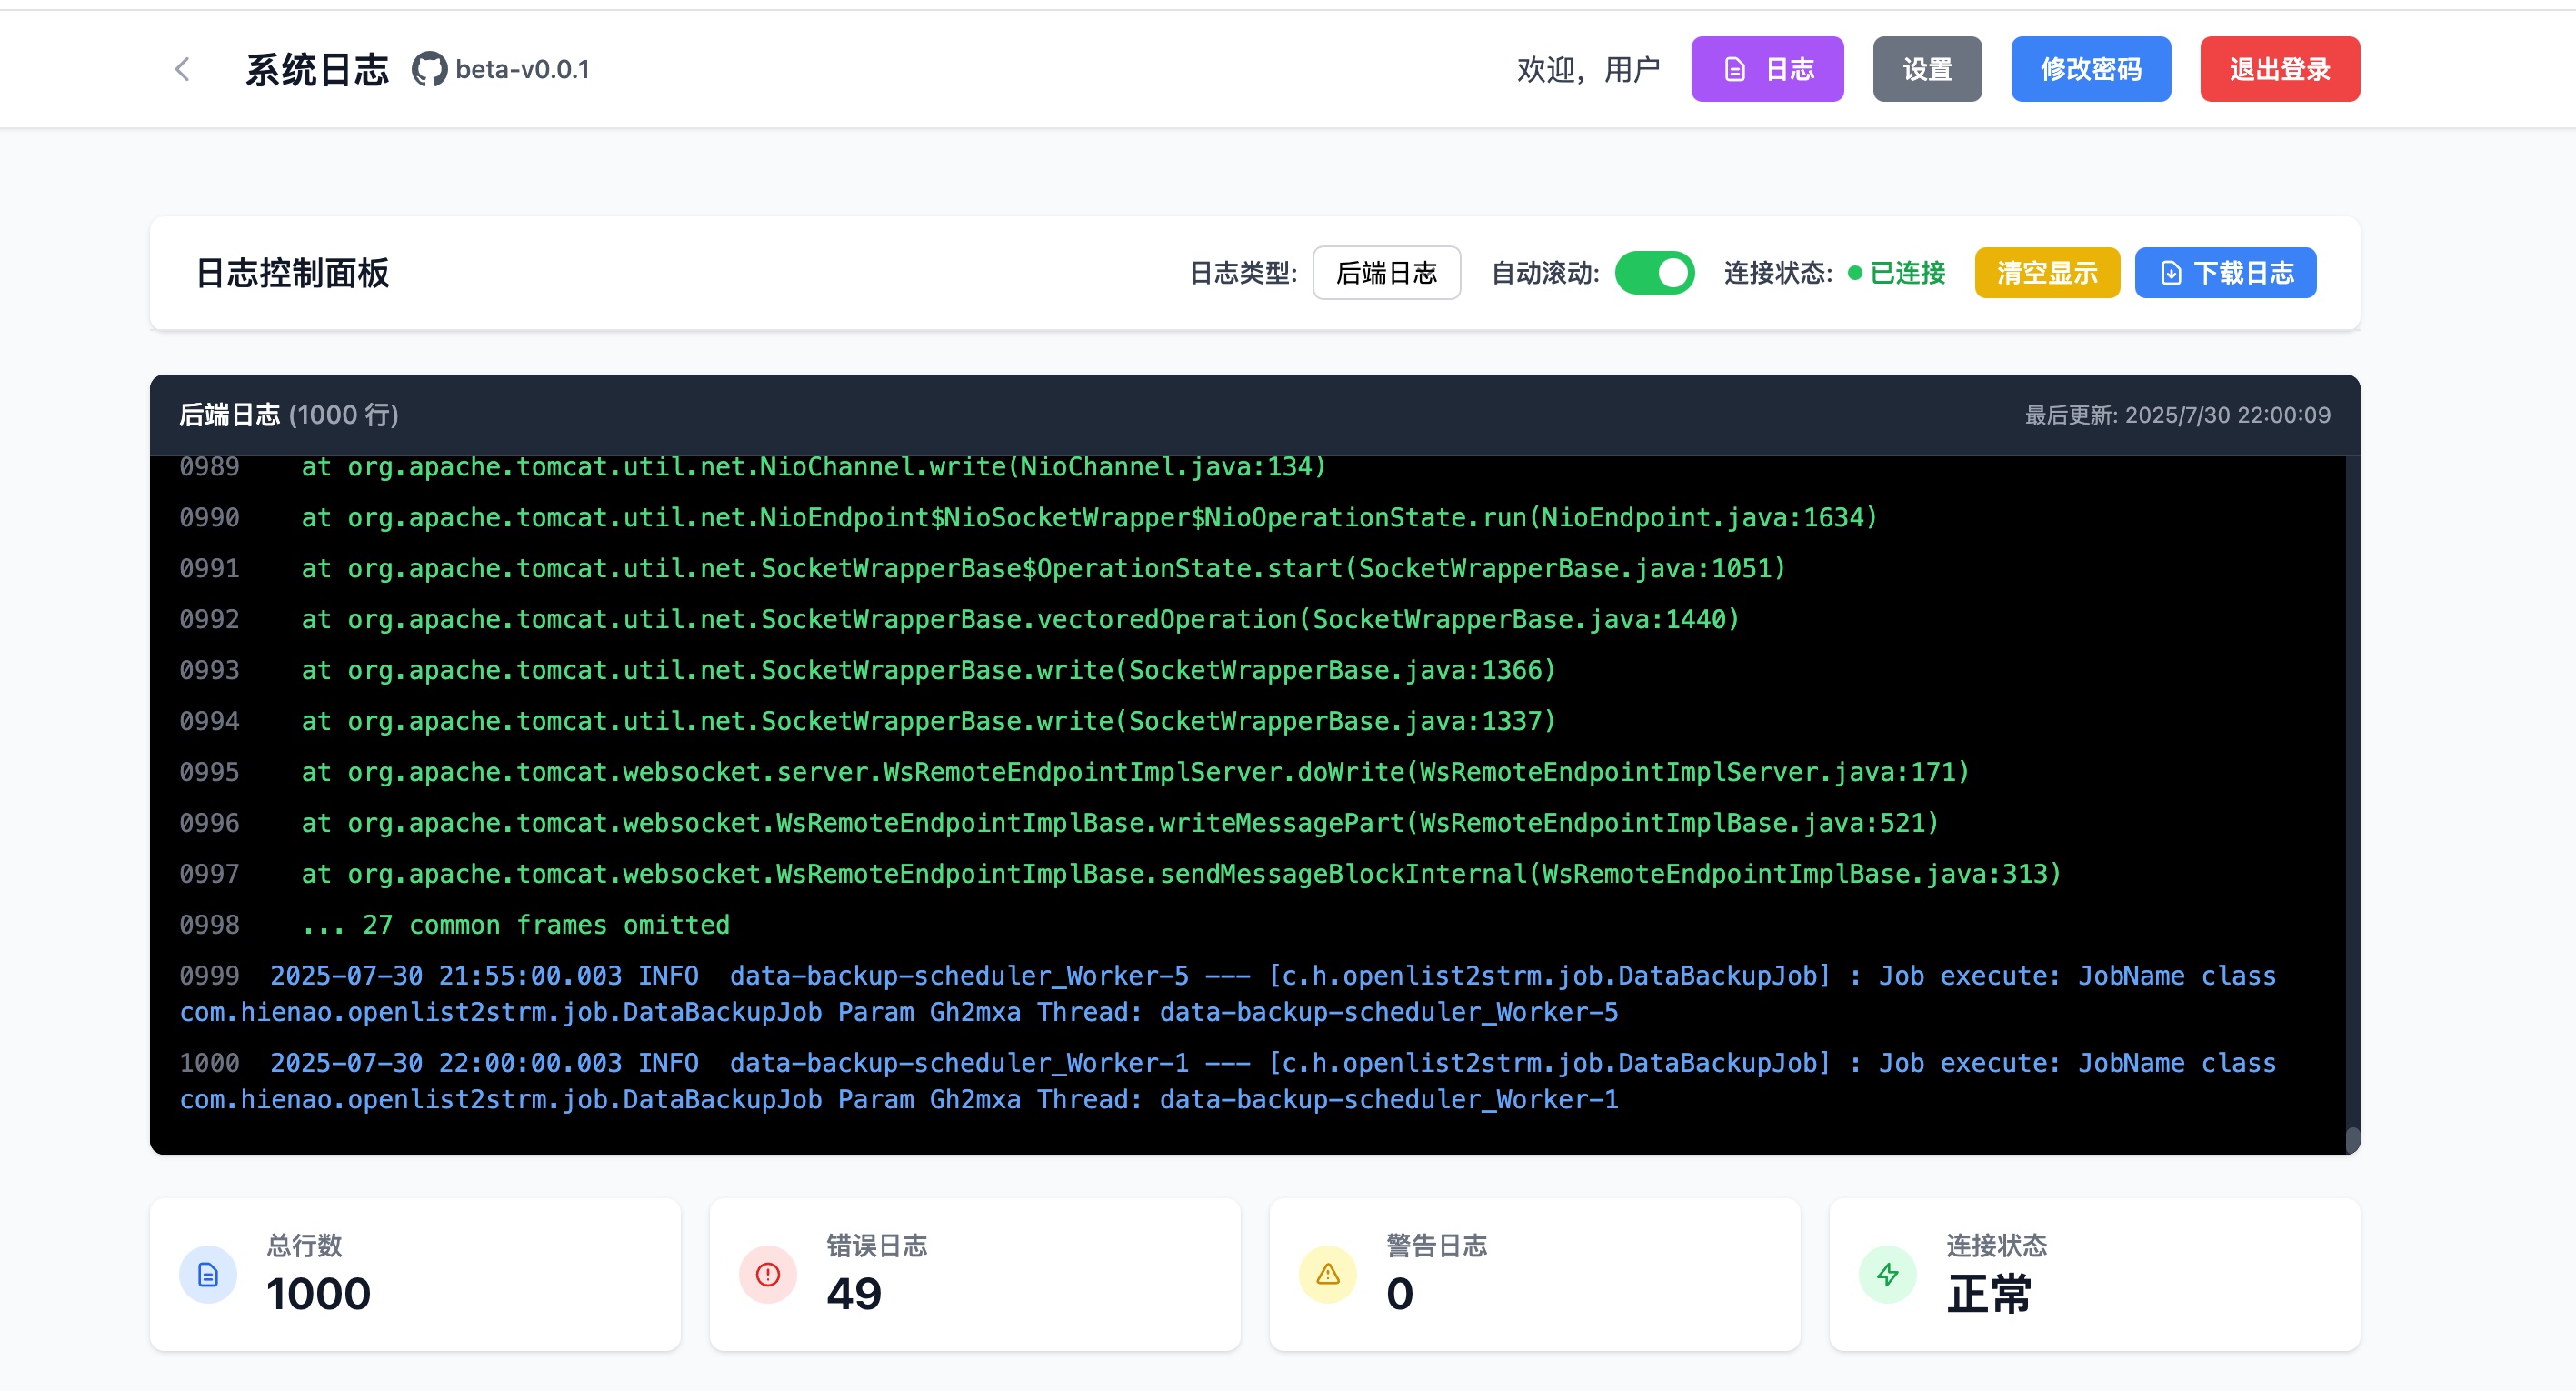 系统日志 beta-v0.0.1 欢迎，用户 日志 设置 修改密码 退出登录
日志控制面板 日志类型: 后端日志 自动滚动: 连接状态: 已连接 清空显示 下载日志
后端日志 (1000 行) 最后更新: 2025/7/30 22:00:09
0989 at org.apache.tomcat.util.net.NioChannel.write(NioChannel.java:134)
0990 at org.apache.tomcat.util.net.NioEndpoint$NioSocketWrapper$NioOperationState.run(NioEndpoint.java:1634)
0991 at org.apache.tomcat.util.net.SocketWrapperBase$OperationState.start(SocketWrapperBase.java:1051)
0992 at org.apache.tomcat.util.net.SocketWrapperBase.vectoredOperation(SocketWrapperBase.java:1440)
0993 at org.apache.tomcat.util.net.SocketWrapperBase.write(SocketWrapperBase.java:1366)
0994 at org.apache.tomcat.util.net.SocketWrapperBase.write(SocketWrapperBase.java:1337)
0995 at org.apache.tomcat.websocket.server.WsRemoteEndpointImplServer.doWrite(WsRemoteEndpointImplServer.java:171)
0996 at org.apache.tomcat.websocket.WsRemoteEndpointImplBase.writeMessagePart(WsRemoteEndpointImplBase.java:521)
0997 at org.apache.tomcat.websocket.WsRemoteEndpointImplBase.sendMessageBlockInternal(WsRemoteEndpointImplBase.java:313)
0998 ... 27 common frames omitted
0999 2025-07-30 21:55:00.003 INFO  data-backup-scheduler_Worker-5 --- [c.h.openlist2strm.job.DataBackupJob] : Job execute: JobName class
com.hienao.openlist2strm.job.DataBackupJob Param Gh2mxa Thread: data-backup-scheduler_Worker-5
1000 2025-07-30 22:00:00.003 INFO  data-backup-scheduler_Worker-1 --- [c.h.openlist2strm.job.DataBackupJob] : Job execute: JobName class
com.hienao.openlist2strm.job.DataBackupJob Param Gh2mxa Thread: data-backup-scheduler_Worker-1
总行数
1000
错误日志
49
警告日志
0
连接状态
正常